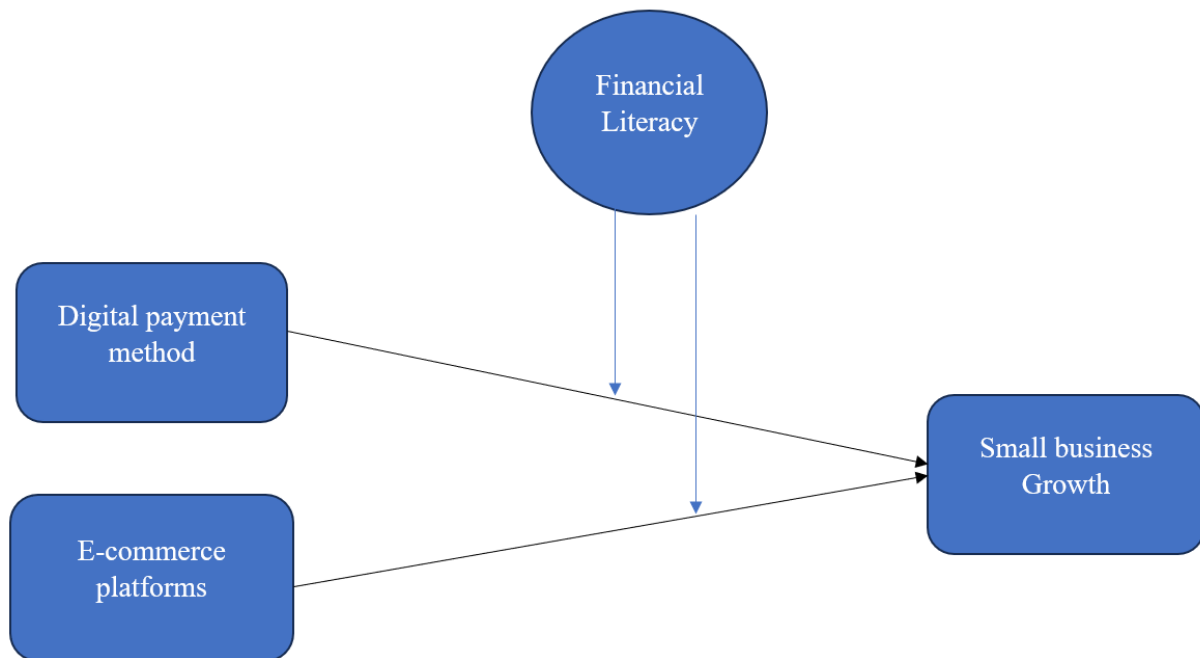 Financial
Literacy
Digital payment
method
Small business
Growth
E-commerce
platforms